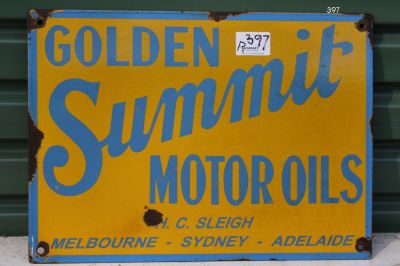 397
397
GOLDEN
Summit
MOTOR OILS
H. C. SLEIGH
MELBOURNE - SYDNEY - ADELAIDE